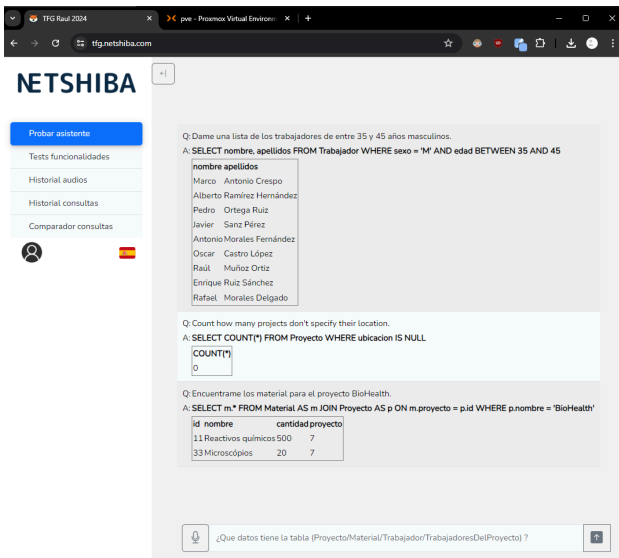 TFG Raul 2024
pve - Proxmox Virtual Environm
tfg.netshiba.com
NETSHIBA
Probar asistente
Tests funcionalidades
Historial audios
Historial consultas
Comparador consultas
Q: Dame una lista de los trabajadores de entre 35 y 45 años masculinos.
A: SELECT nombre, apellidos FROM Trabajador WHERE sexo = 'M' AND edad BETWEEN 35 AND 45
nombre apellidos
Marco Antonio Crespo
Alberto Ramírez Hernández
Pedro Ortega Ruiz
Javier Sanz Pérez
Antonio Morales Fernández
Oscar Castro López
Raúl Muñoz Ortiz
Enrique Ruiz Sánchez
Rafael Morales Delgado
Q: Count how many projects don't specify their location.
A: SELECT COUNT(*) FROM Proyecto WHERE ubicacion IS NULL
COUNT(*)
0
Q: Encuentrame los material para el proyecto BioHealth.
A: SELECT m.* FROM Material AS m JOIN Proyecto AS p ON m.proyecto = p.id WHERE p.nombre = 'BioHealth'
id nombre cantidad proyecto
11 Reactivos químicos 500 7
33 Microscópios 20 7
¿Que datos tiene la tabla (Proyecto/Material/Trabajador/TrabajadoresDelProyecto) ?